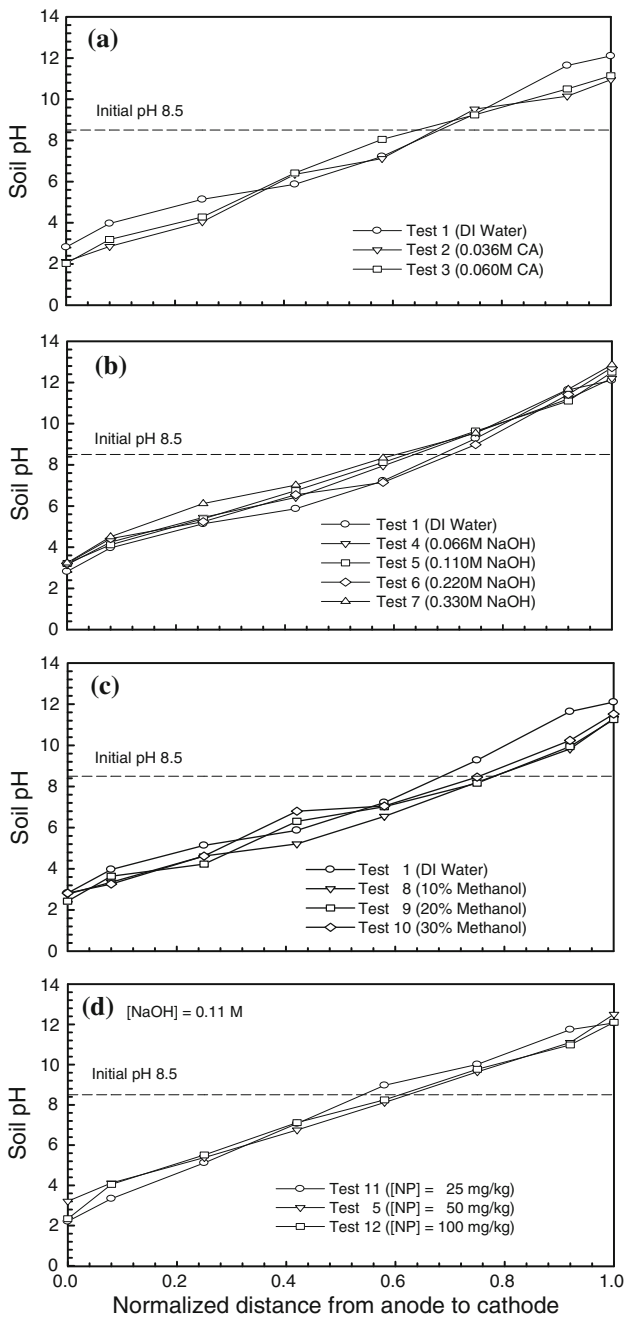 (a)
14
12
10
8
6
4
2
0
Soil pH
Initial pH 8.5
Test 1 (DI Water)
Test 2 (0.036M CA)
Test 3 (0.060M CA)
(b)
14
12
10
8
6
4
2
0
Soil pH
Initial pH 8.5
Test 1 (DI Water)
Test 4 (0.066M NaOH)
Test 5 (0.110M NaOH)
Test 6 (0.220M NaOH)
Test 7 (0.330M NaOH)
(c)
14
12
10
8
6
4
2
0
Soil pH
Initial pH 8.5
Test 1 (DI Water)
Test 8 (10% Methanol)
Test 9 (20% Methanol)
Test 10 (30% Methanol)
(d) [NaOH] = 0.11 M
14
12
10
8
6
4
2
0
Soil pH
Initial pH 8.5
Test 11 ([NP] = 25 mg/kg)
Test 5 ([NP] = 50 mg/kg)
Test 12 ([NP] = 100 mg/kg)
0.0 0.2 0.4 0.6 0.8 1.0
Normalized distance from anode to cathode